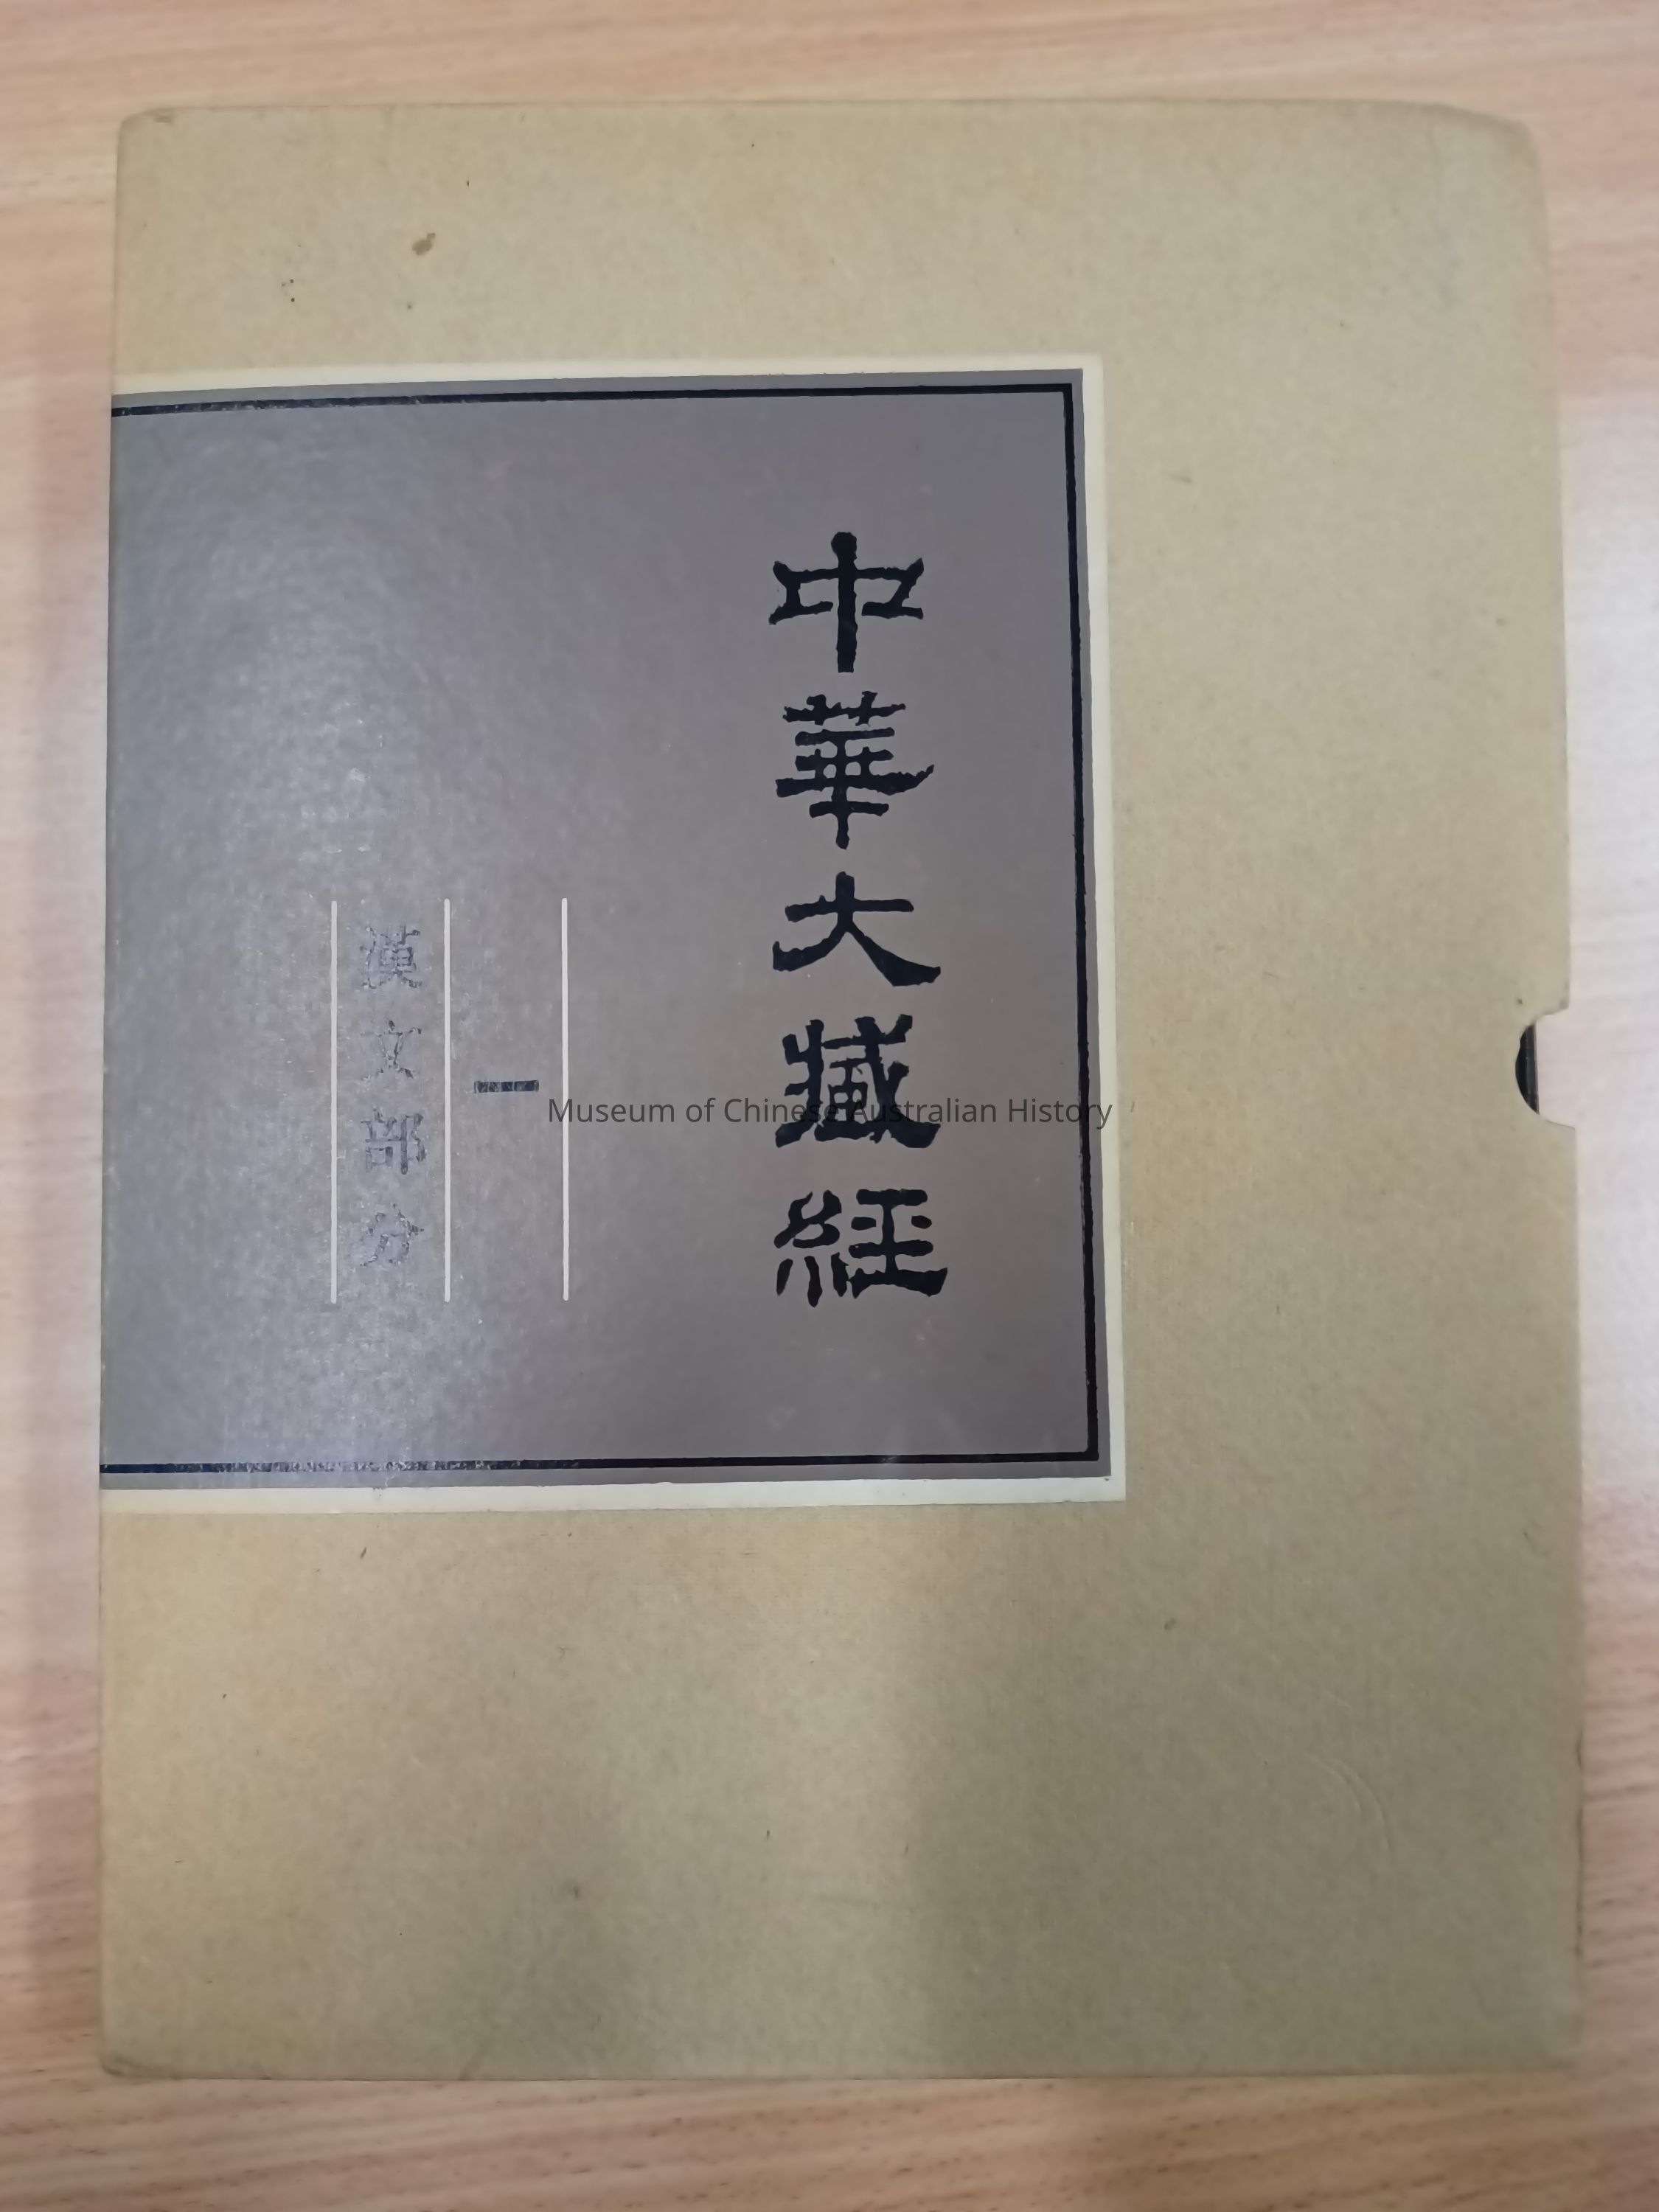 中華大藏經
一
漢文部分
Museum of Chinese Australian History